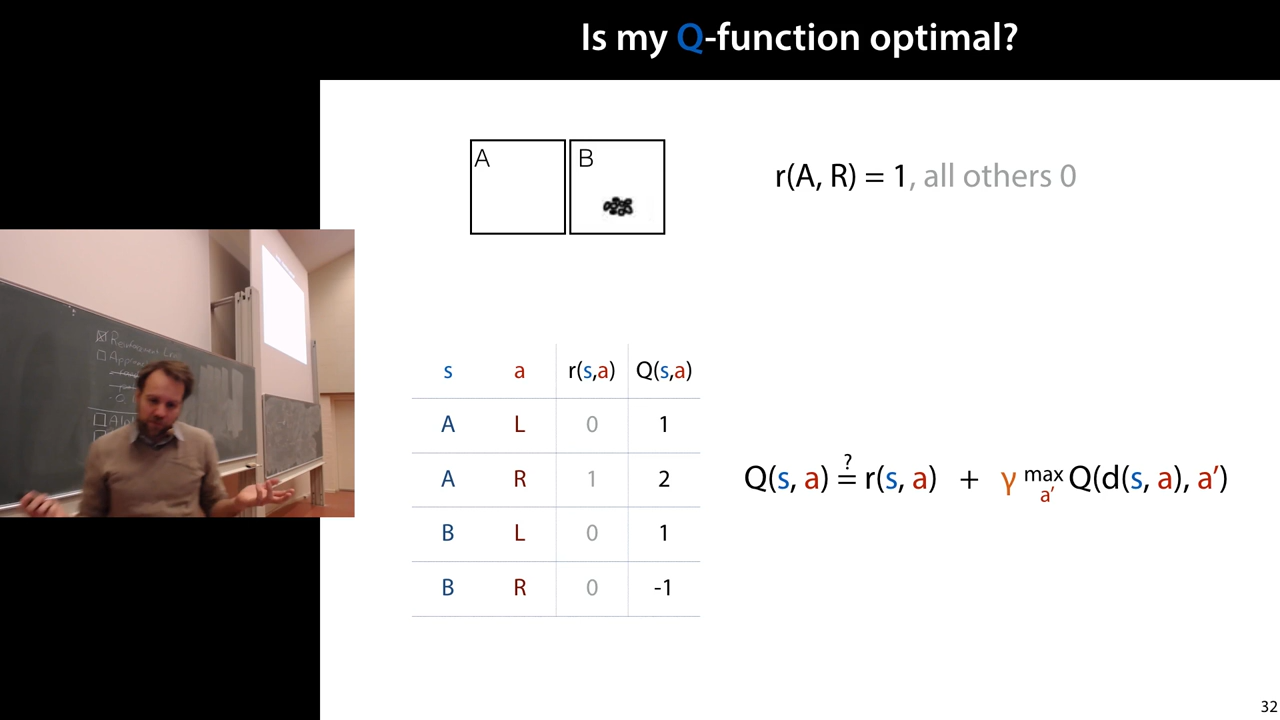 Is my Q-function optimal?
A
B
r(A, R) = 1, all others 0
s a r(s,a) Q(s,a)
A L 0 1
A R 1 2
B L 0 1
B R 0 -1
Q(s, a) ≟ r(s, a) + γ max a′ Q(d(s, a), a′)
32